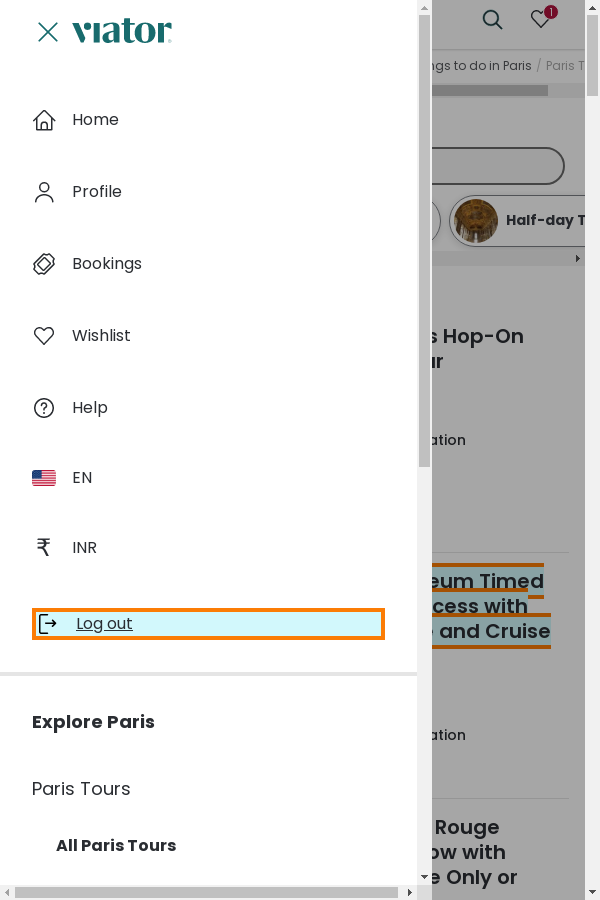 viator
1
ngs to do in Paris / Paris T
Home
Profile
Half-day T
Bookings
Wishlist
s Hop-On
ur
Help
ation
EN
₹ INR
eum Timed
cess with
and Cruise
Log out
Explore Paris
ation
Paris Tours
Rouge
All Paris Tours
ow with
e Only or